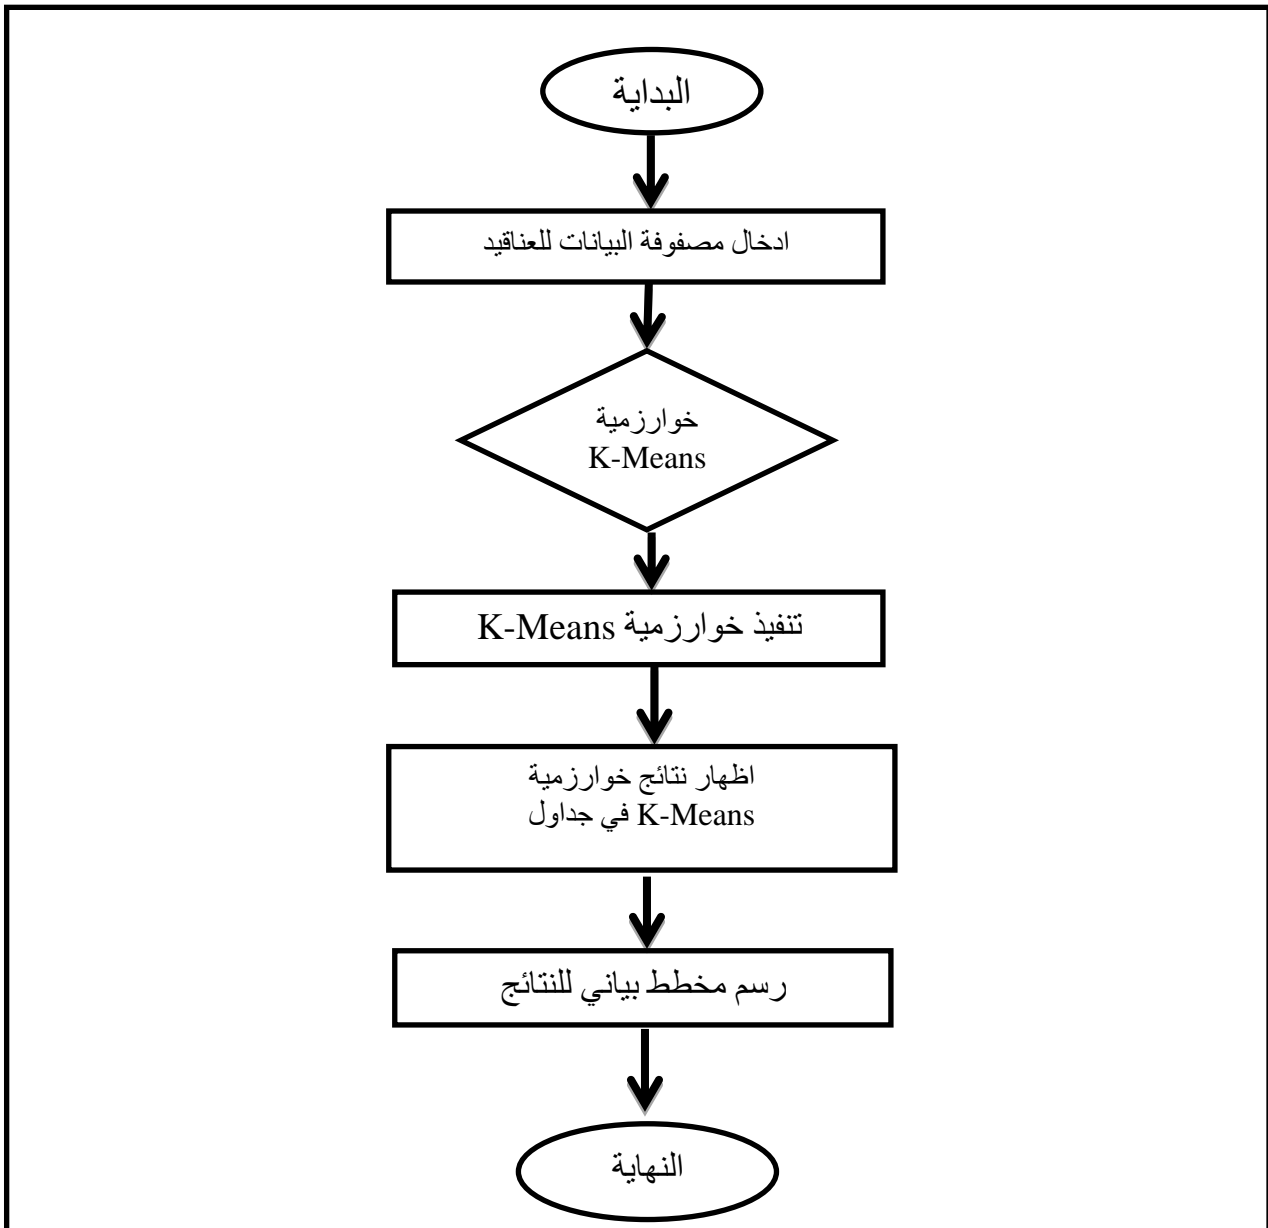 البداية
ادخال مصفوفة البيانات للعناقيد
خوارزمية
K-Means
تنفيذ خوارزمية K-Means
اظهار نتائج خوارزمية
K-Means في جداول
رسم مخطط بياني للنتائج
النهاية